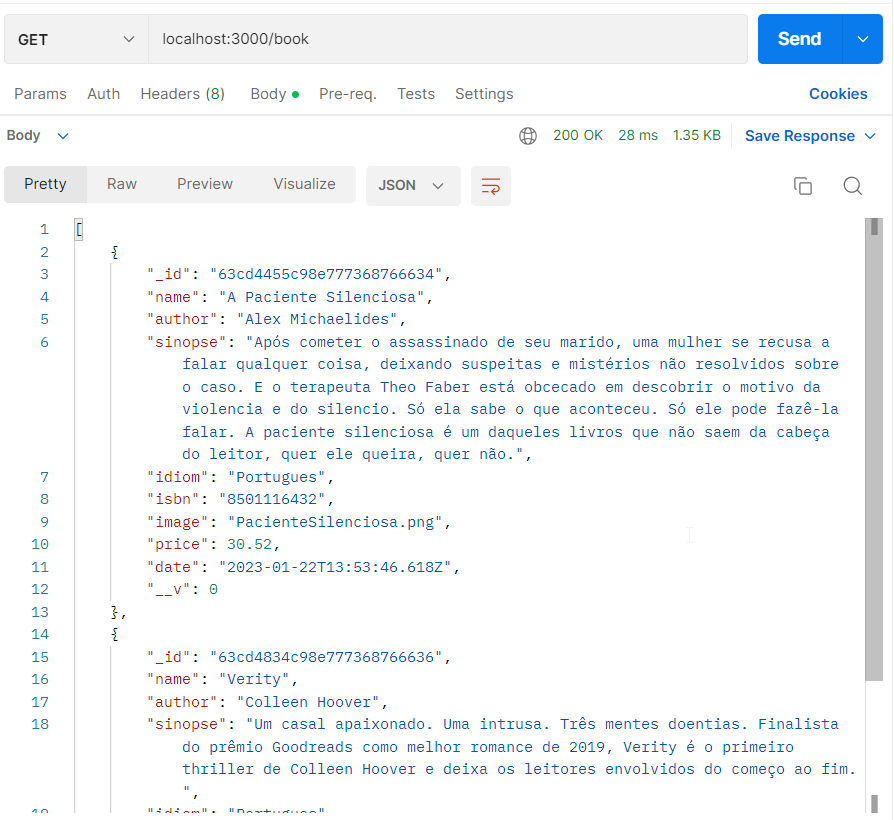 GET localhost:3000/book Send
Params Auth Headers (8) Body Pre-req. Tests Settings Cookies
Body 200 OK 28 ms 1.35 KB Save Response
Pretty Raw Preview Visualize JSON
1 [
2 {
3 "_id": "63cd4455c98e777368766634",
4 "name": "A Paciente Silenciosa",
5 "author": "Alex Michaelides",
6 "sinopse": "Após cometer o assassinado de seu marido, uma mulher se recusa a
falar qualquer coisa, deixando suspeitas e mistérios não resolvidos sobre
o caso. E o terapeuta Theo Faber está obcecado em descobrir o motivo da
violencia e do silencio. Só ela sabe o que aconteceu. Só ele pode fazê-la
falar. A paciente silenciosa é um daqueles livros que não saem da cabeça
do leitor, quer ele queira, quer não.",
7 "idiom": "Portugues",
8 "isbn": "8501116432",
9 "image": "PacienteSilenciosa.png",
10 "price": 30.52,
11 "date": "2023-01-22T13:53:46.618Z",
12 "__v": 0
13 },
14 {
15 "_id": "63cd4834c98e777368766636",
16 "name": "Verity",
17 "author": "Colleen Hoover",
18 "sinopse": "Um casal apaixonado. Uma intrusa. Três mentes doentias. Finalista
do prêmio Goodreads como melhor romance de 2019, Verity é o primeiro
thriller de Colleen Hoover e deixa os leitores envolvidos do começo ao fim.
",
19 "idiom": "Portugues"